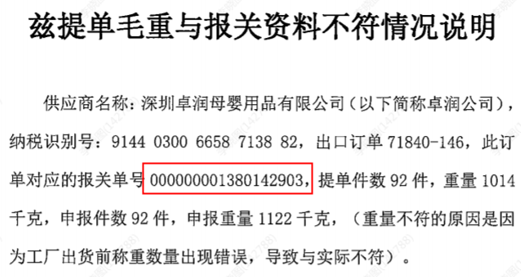 兹提单毛重与报关资料不符情况说明
供应商名称：深圳卓润母婴用品有限公司（以下简称卓润公司），
纳税识别号：9144 0300 6658 7138 82，出口订单 71840-146，此订
单对应的报关单号 000000001380142903，提单件数 92 件，重量 1014
千克，申报件数 92 件，申报重量 1122 千克，（重量不符的原因是因
为工厂出货前称重数量出现错误，导致与实际不符）。